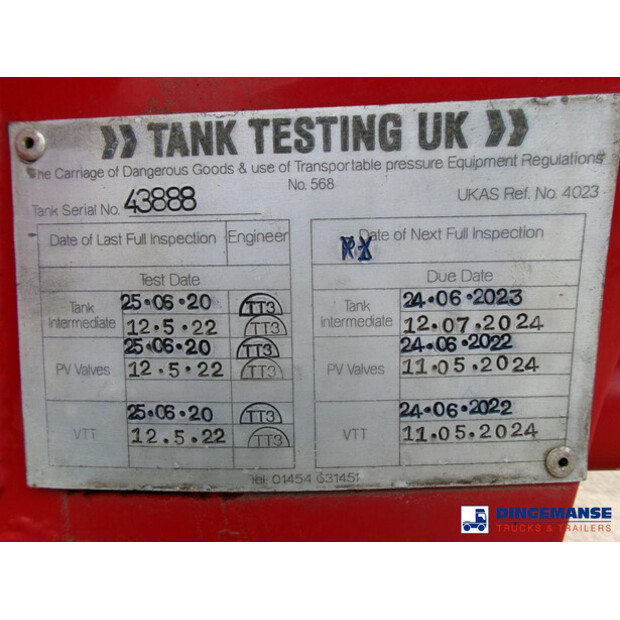 TANK TESTING UK
The Carriage of Dangerous Goods & use of Transportable pressure Equipment Regulations
No. 568
Tank Serial No. 43888
UKAS Ref. No. 4023
Date of Last Full Inspection Engineer
Date of Next Full Inspection
Test Date
Due Date
Tank Intermediate
25·06·20 TT3
12·5·22 TT3
Tank Intermediate
24·06·2023
12·07·2024
PV Valves
25·06·20 TT3
12·5·22 TT3
PV Valves
24·06·2022
11·05·2024
VTT
25·06·20 TT3
12·5·22 TT3
VTT
24·06·2022
11·05·2024
Tel: 01454 631451
DINGEMANSE
TRUCKS & TRAILERS